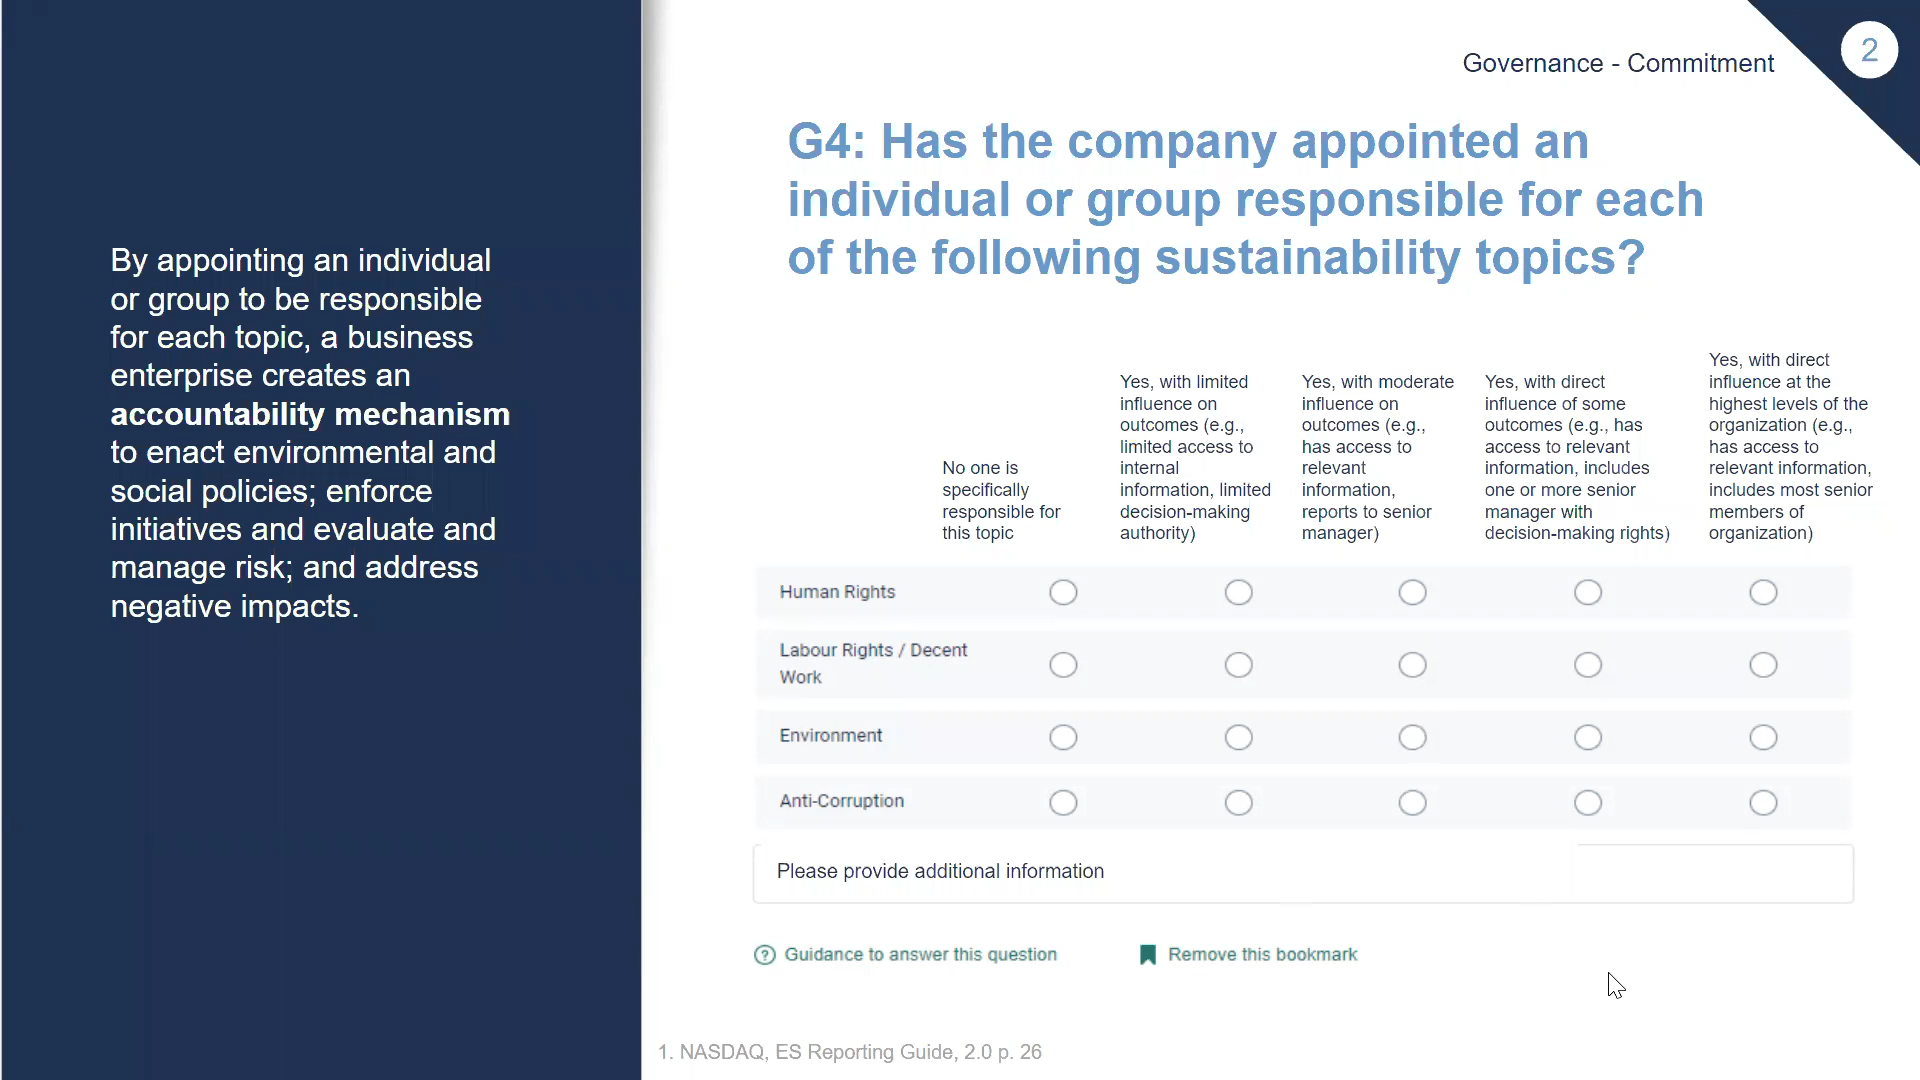 By appointing an individual
or group to be responsible
for each topic, a business
enterprise creates an
accountability mechanism
to enact environmental and
social policies; enforce
initiatives and evaluate and
manage risk; and address
negative impacts.
Governance - Commitment
2
G4: Has the company appointed an
individual or group responsible for each
of the following sustainability topics?
No one is
specifically
responsible for
this topic
Yes, with limited
influence on
outcomes (e.g.,
limited access to
internal
information, limited
decision-making
authority)
Yes, with moderate
influence on
outcomes (e.g.,
has access to
relevant
information,
reports to senior
manager)
Yes, with direct
influence of some
outcomes (e.g., has
access to relevant
information, includes
one or more senior
manager with
decision-making rights)
Yes, with direct
influence at the
highest levels of the
organization (e.g.,
has access to
relevant information,
includes most senior
members of
organization)
Human Rights
Labour Rights / Decent
Work
Environment
Anti-Corruption
Please provide additional information
? Guidance to answer this question
Remove this bookmark
1. NASDAQ, ES Reporting Guide, 2.0 p. 26